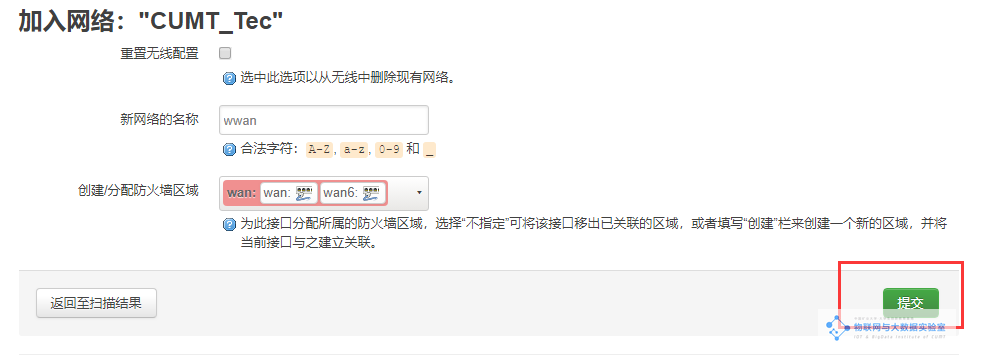 加入网络："CUMT_Tec"
重置无线配置
选中此选项以从无线中删除现有网络。
新网络的名称
wwan
合法字符：A-Z, a-z, 0-9 和 _
创建/分配防火墙区域
wan: wan: wan6:
为此接口分配所属的防火墙区域，选择“不指定”可将该接口移出已关联的区域，或者填写“创建”栏来创建一个新的区域，并将
当前接口与之建立关联。
返回至扫描结果
提交
物联网与大数据实验室
IOT & BigData Institute of CUMT